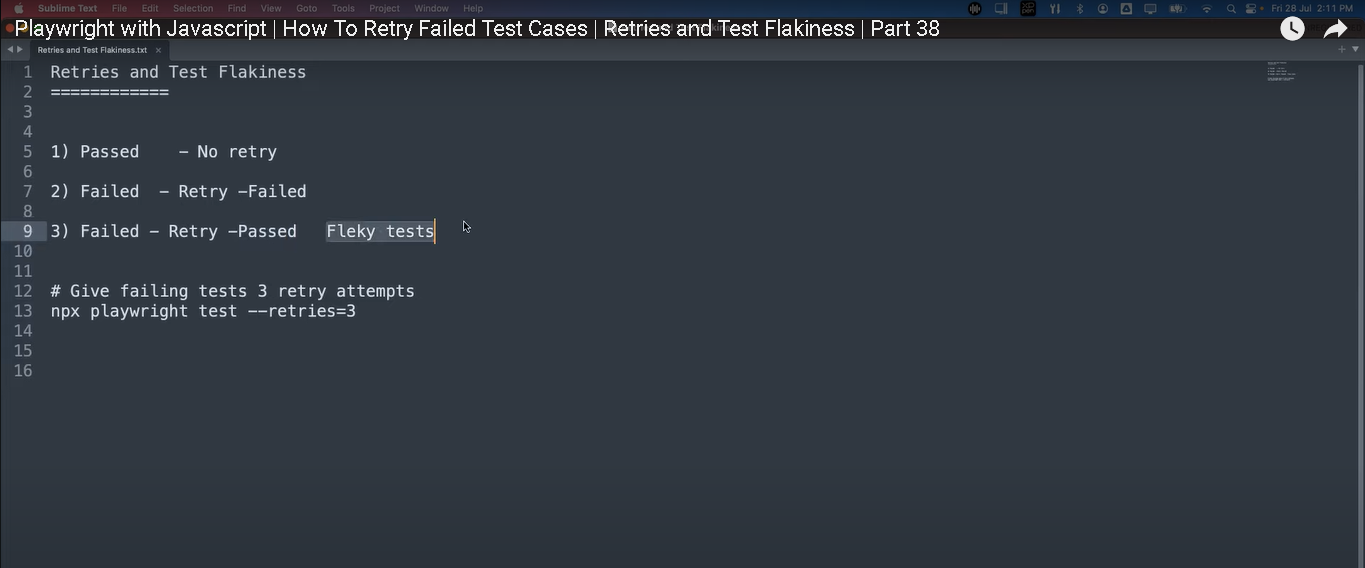 Sublime Text File Edit Selection Find View Goto Tools Project Window Help Fri 28 Jul 2:11 PM
Playwright with Javascript | How To Retry Failed Test Cases | Retries and Test Flakiness | Part 38
Retries and Test Flakiness.txt
1 Retries and Test Flakiness
2 ============
3
4
5 1) Passed - No retry
6
7 2) Failed - Retry -Failed
8
9 3) Failed - Retry -Passed Fleky tests
10
11
12 # Give failing tests 3 retry attempts
13 npx playwright test --retries=3
14
15
16